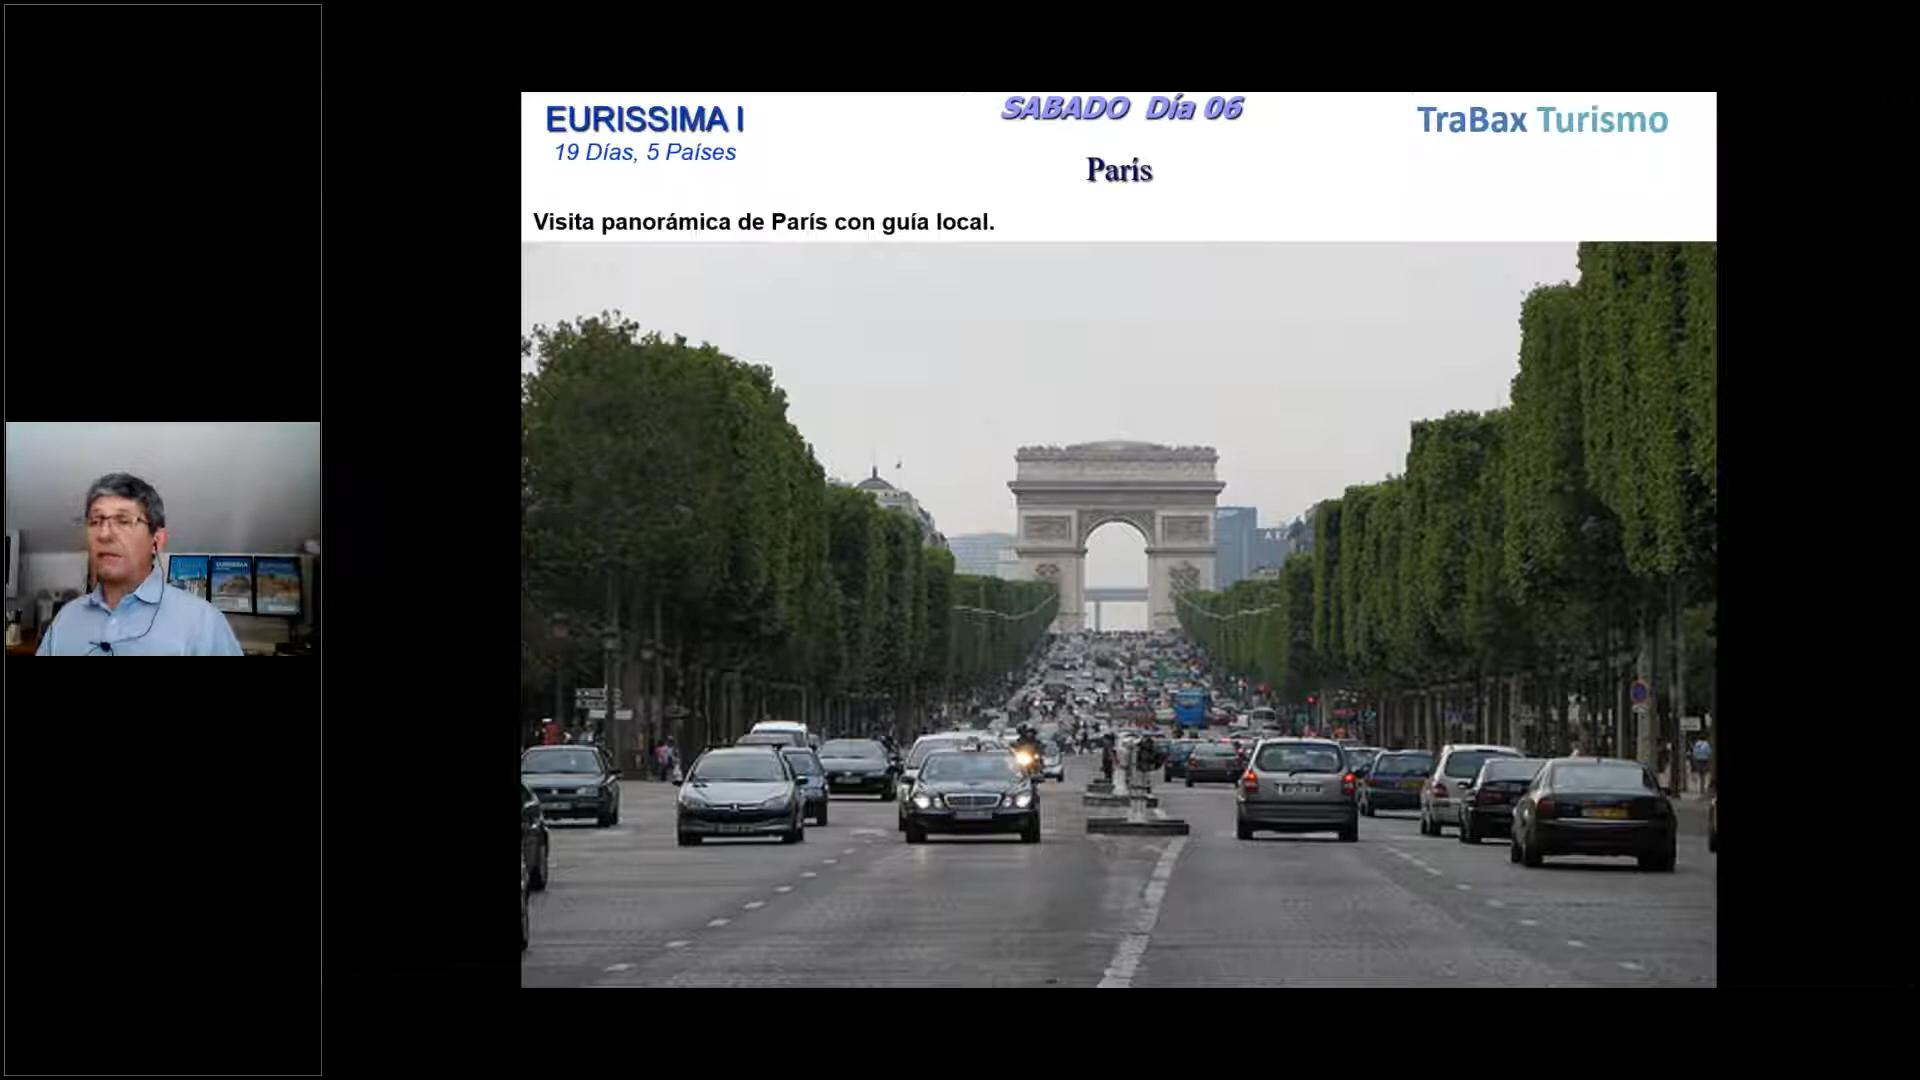 EURISSIMA I
19 Días, 5 Países
SABADO Día 06
París
TraBax Turismo
Visita panorámica de París con guía local.